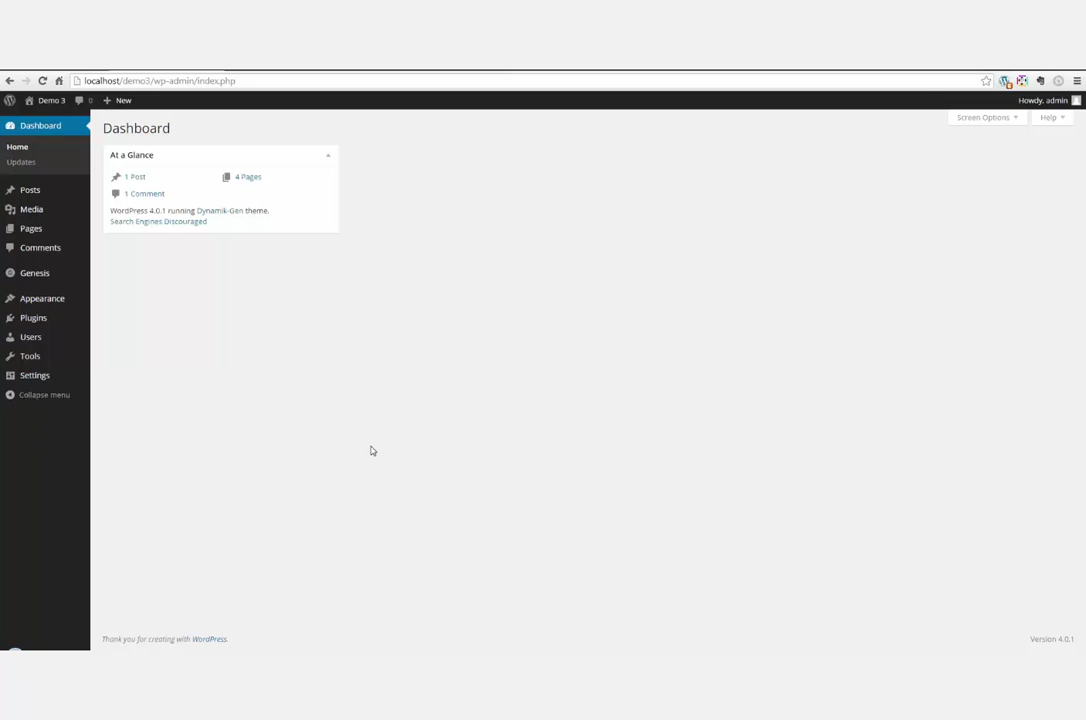 localhost/demo3/wp-admin/index.php
Demo 3 0 New Howdy, admin
Dashboard
Home
Updates
Posts
Media
Pages
Comments
Genesis
Appearance
Plugins
Users
Tools
Settings
Collapse menu
Dashboard
Screen Options Help
At a Glance
1 Post 4 Pages
1 Comment
WordPress 4.0.1 running Dynamik-Gen theme.
Search Engines Discouraged
Thank you for creating with WordPress. Version 4.0.1